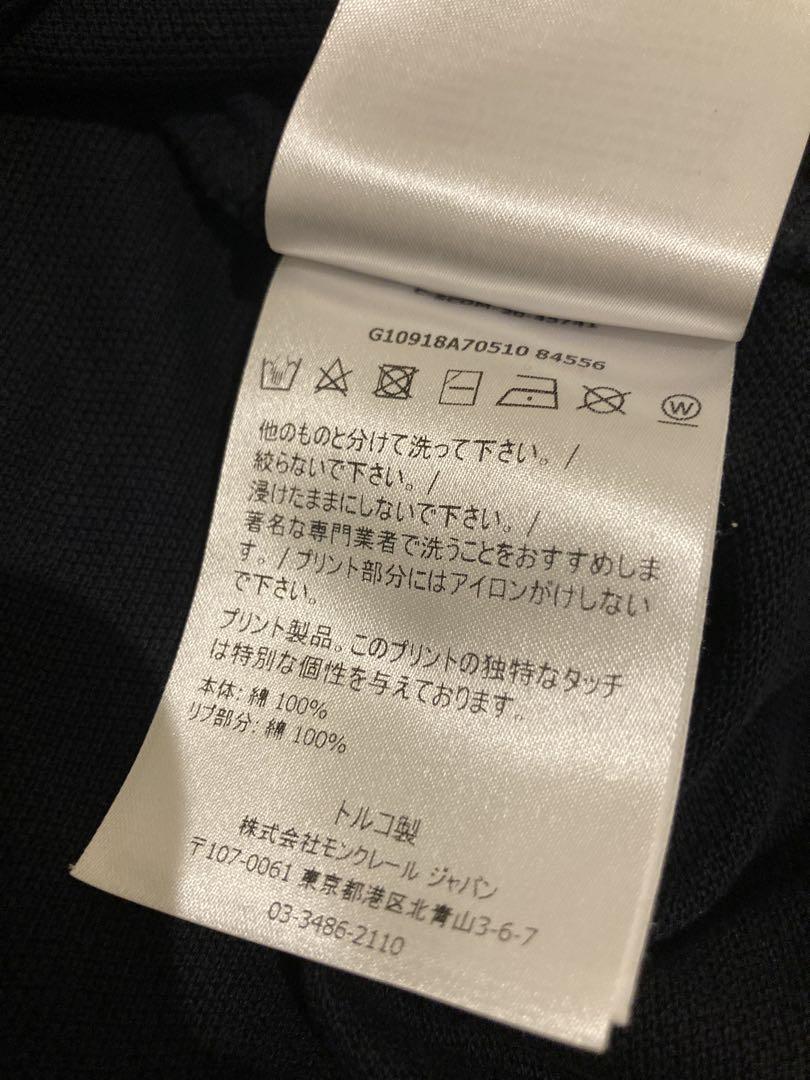 G10918A70510 84556
W
他のものと分けて洗って下さい。/
絞らないで下さい。/
浸けたままにしないで下さい。/
著名な専門業者で洗うことをおすすめしま
す。/プリント部分にはアイロンがけしない
で下さい。
プリント製品。このプリントの独特なタッチ
は特別な個性を与えております。
本体: 綿 100%
リブ部分: 綿 100%
トルコ製
株式会社モンクレール ジャパン
〒107-0061 東京都港区北青山3-6-7
03-3486-2110